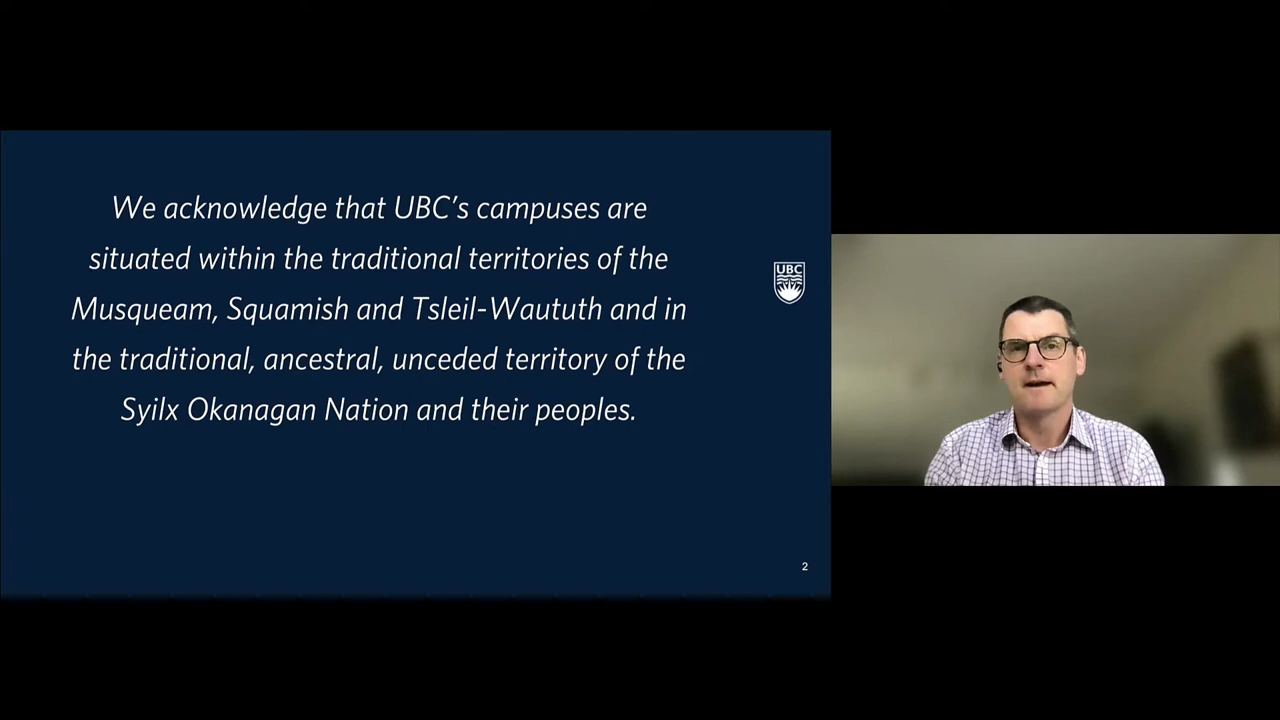 We acknowledge that UBC’s campuses are
situated within the traditional territories of the
Musqueam, Squamish and Tsleil-Waututh and in
the traditional, ancestral, unceded territory of the
Syilx Okanagan Nation and their peoples.
UBC
2